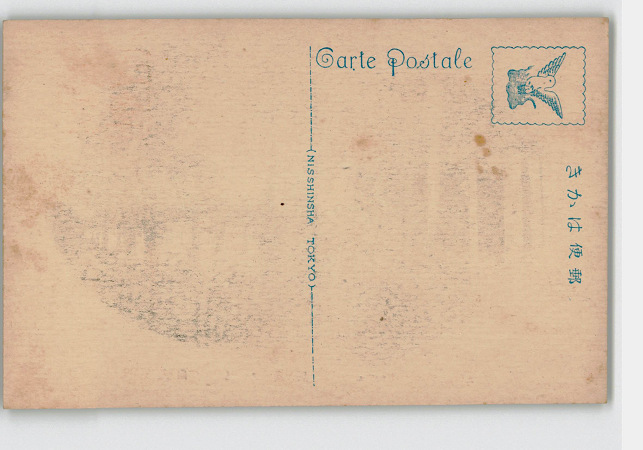 Carte Postale
(NISSHINSHA TOKYO)
きかは便郵